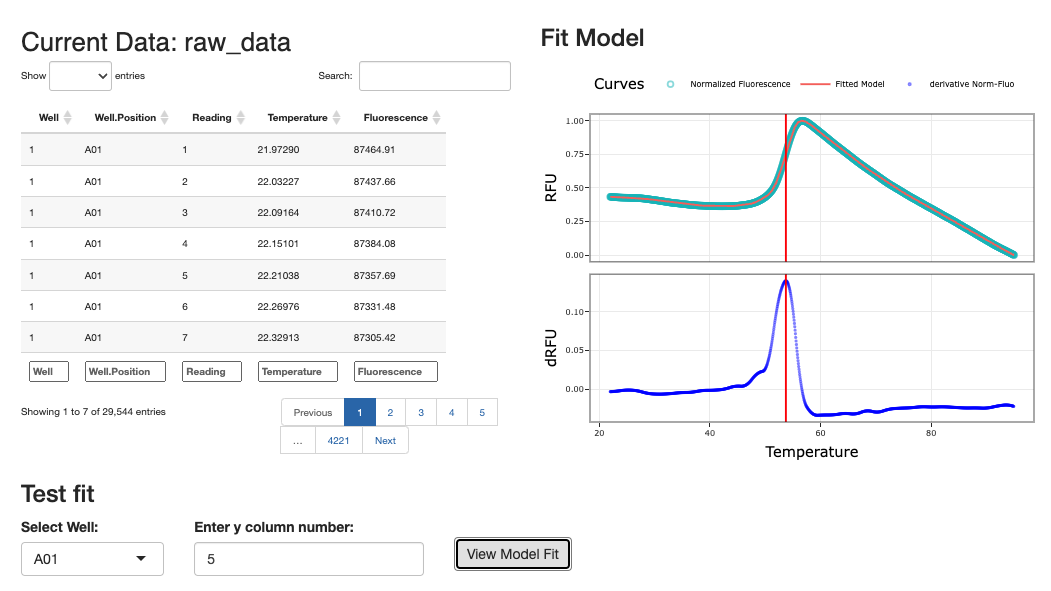 Current Data: raw_data
Show entries
Search:
Well Well.Position Reading Temperature Fluorescence
1 A01 1 21.97290 87464.91
1 A01 2 22.03227 87437.66
1 A01 3 22.09164 87410.72
1 A01 4 22.15101 87384.08
1 A01 5 22.21038 87357.69
1 A01 6 22.26976 87331.48
1 A01 7 22.32913 87305.42
Well Well.Position Reading Temperature Fluorescence
Showing 1 to 7 of 29,544 entries
Previous 1 2 3 4 5
... 4221 Next
Fit Model
Curves Normalized Fluorescence Fitted Model derivative Norm-Fluo
1.00
0.75
0.50
0.25
0.00
RFU
0.10
0.05
0.00
dRFU
20 40 60 80
Temperature
Test fit
Select Well: Enter y column number:
A01 5 View Model Fit